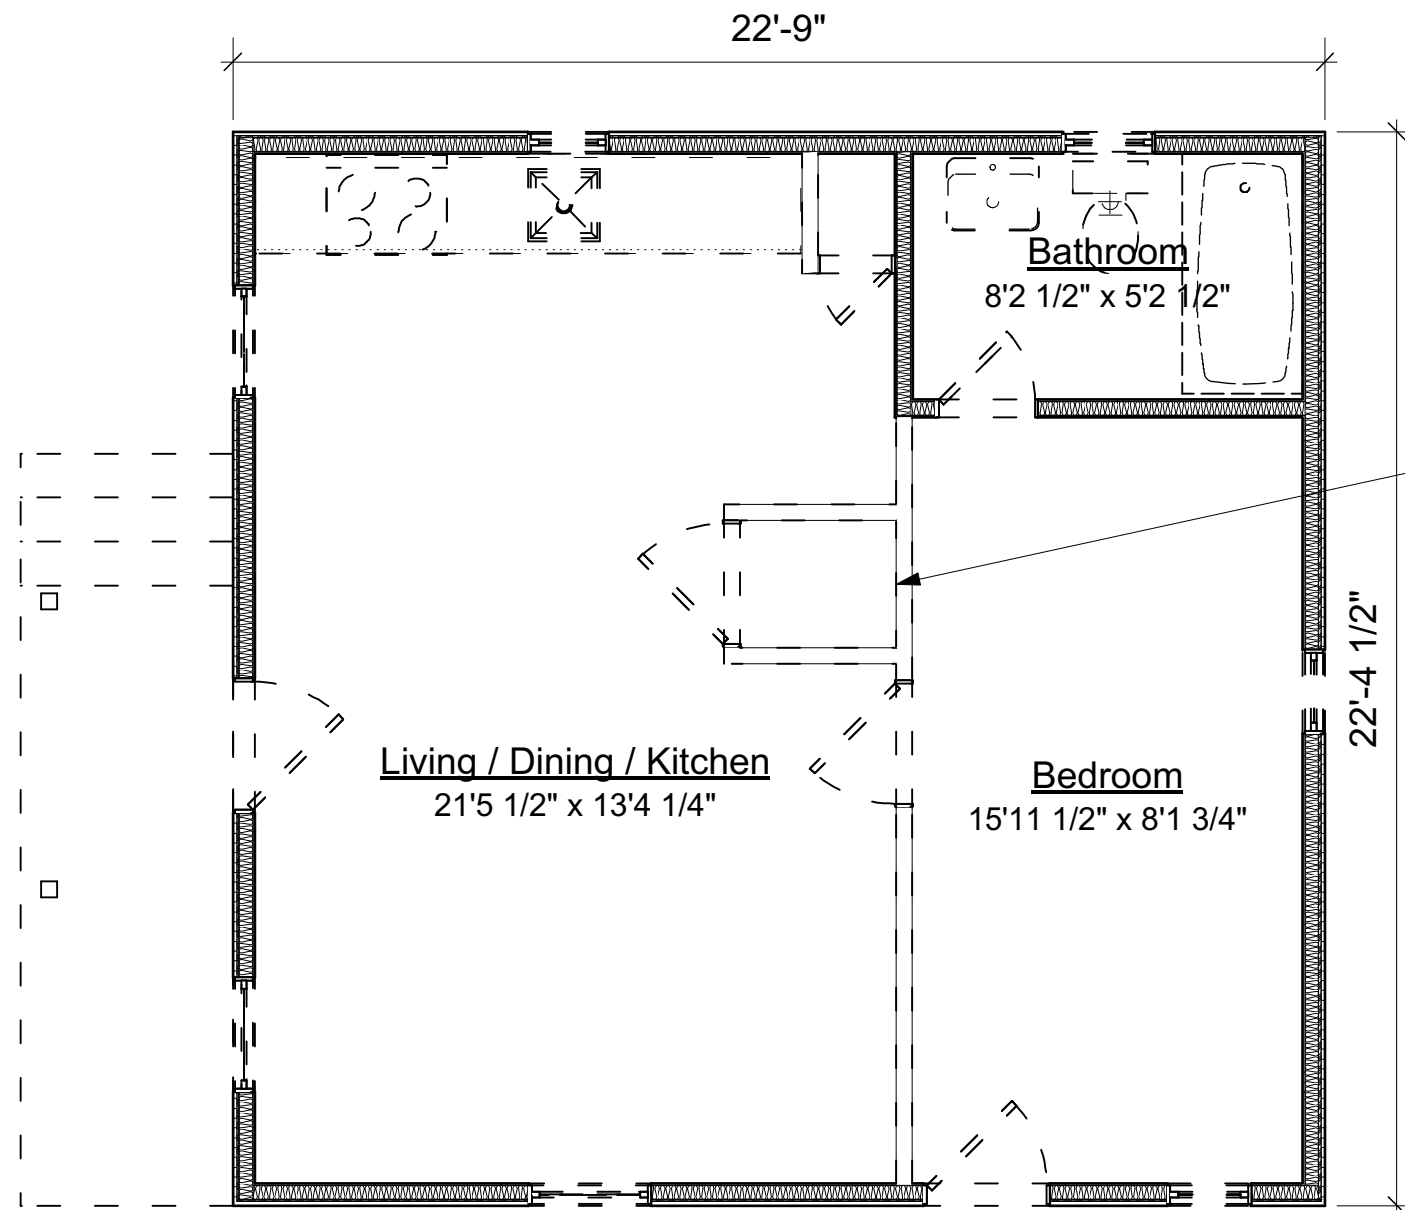 22'-9"
Bathroom
8'2 1/2" x 5'2 1/2"
22'-4 1/2"
Living / Dining / Kitchen
21'5 1/2" x 13'4 1/4"
Bedroom
15'11 1/2" x 8'1 3/4"